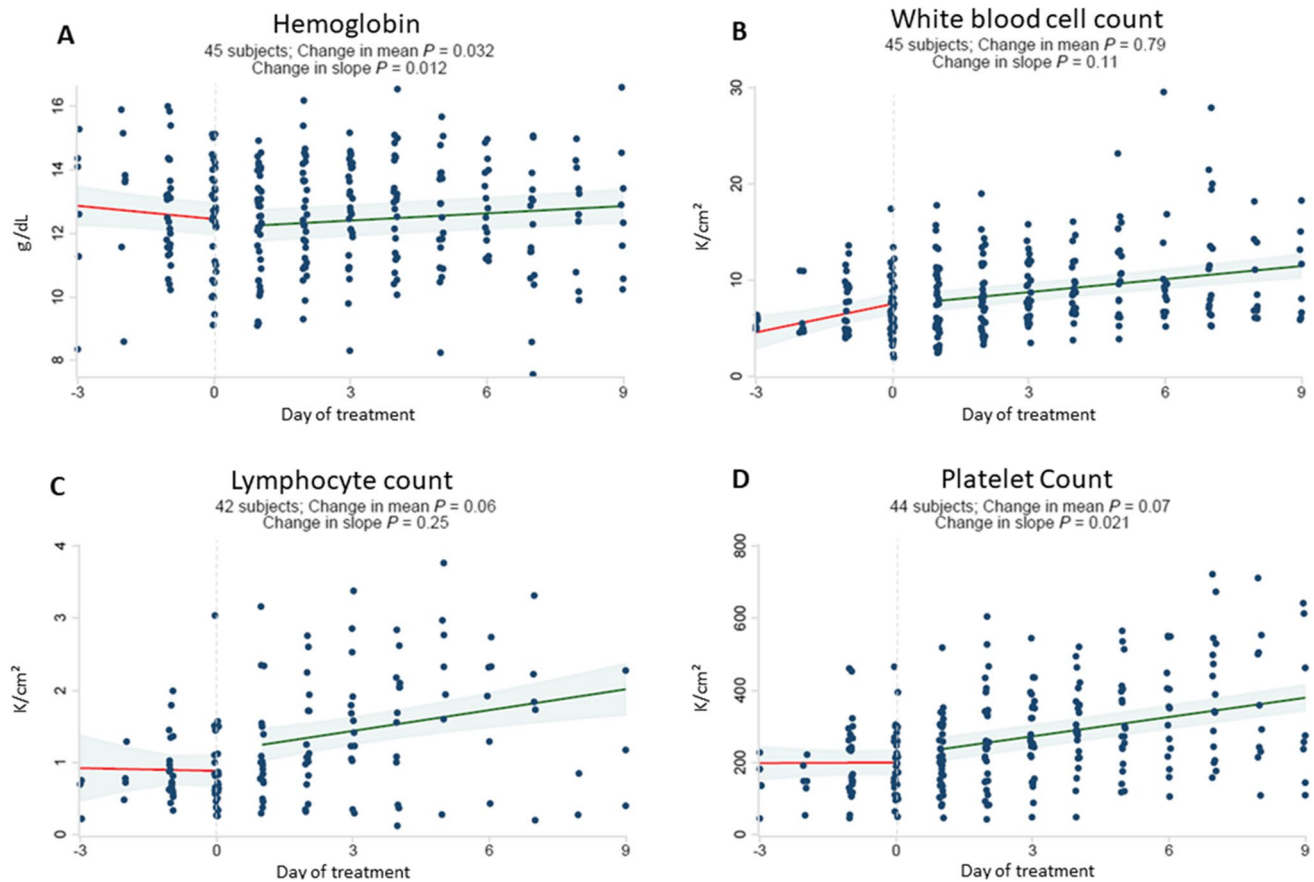 A
Hemoglobin
45 subjects; Change in mean P = 0.032
Change in slope P = 0.012
g/dL
16
14
12
10
8
-3
0
3
6
9
Day of treatment
B
White blood cell count
45 subjects; Change in mean P = 0.79
Change in slope P = 0.11
K/cm²
30
20
10
0
-3
0
3
6
9
Day of treatment
C
Lymphocyte count
42 subjects; Change in mean P = 0.06
Change in slope P = 0.25
K/cm²
4
3
2
1
0
-3
0
3
6
9
Day of treatment
D
Platelet Count
44 subjects; Change in mean P = 0.07
Change in slope P = 0.021
K/cm²
800
600
400
200
0
-3
0
3
6
9
Day of treatment